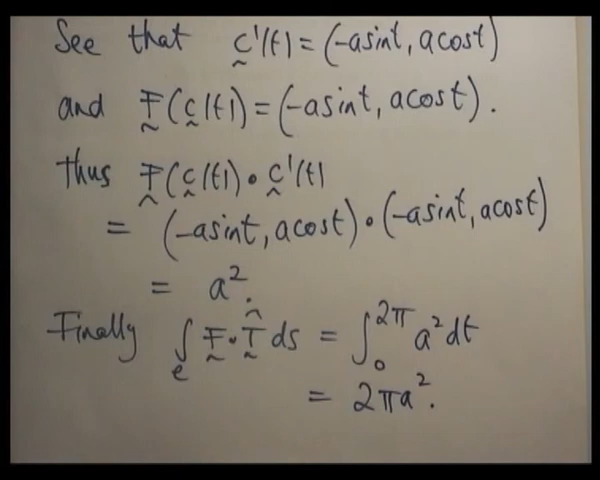 See that c'(t) = (-asint, acost)
and F(c(t)) = (-asint, acost).
Thus F(c(t)) • c'(t)
= (-asint, acost) • (-asint, acost)
= a².
Finally ∫_C F • T̂ ds = ∫₀^{2π} a² dt
= 2πa².